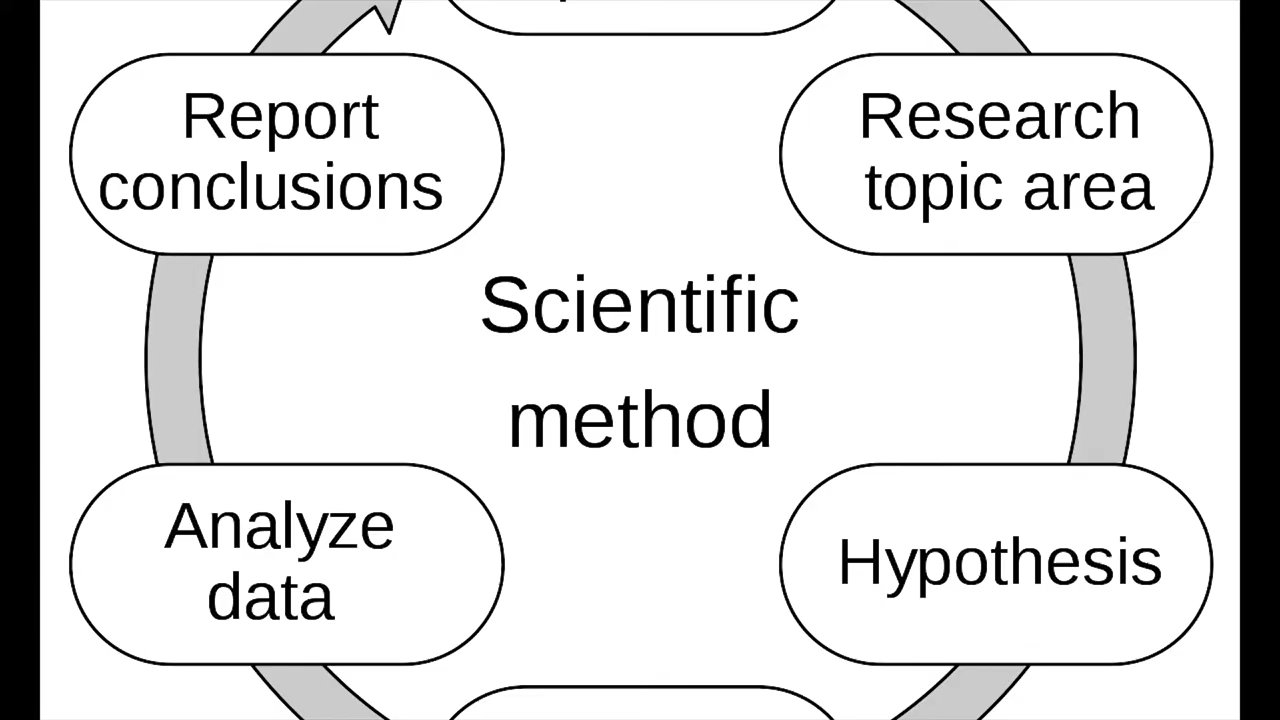 Report
conclusions
Research
topic area
Scientific
method
Analyze
data
Hypothesis